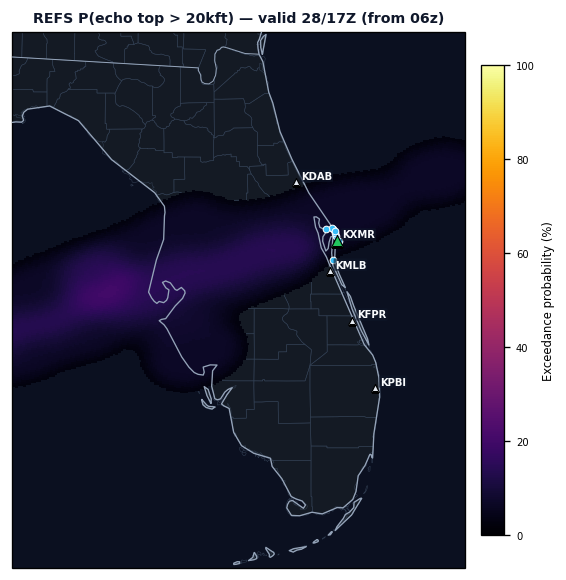 REFS P(echo top > 20kft) — valid 28/17Z (from 06z)
KDAB
KXMR
KMLB
KFPR
KPBI
100
80
60
40
20
0
Exceedance probability (%)